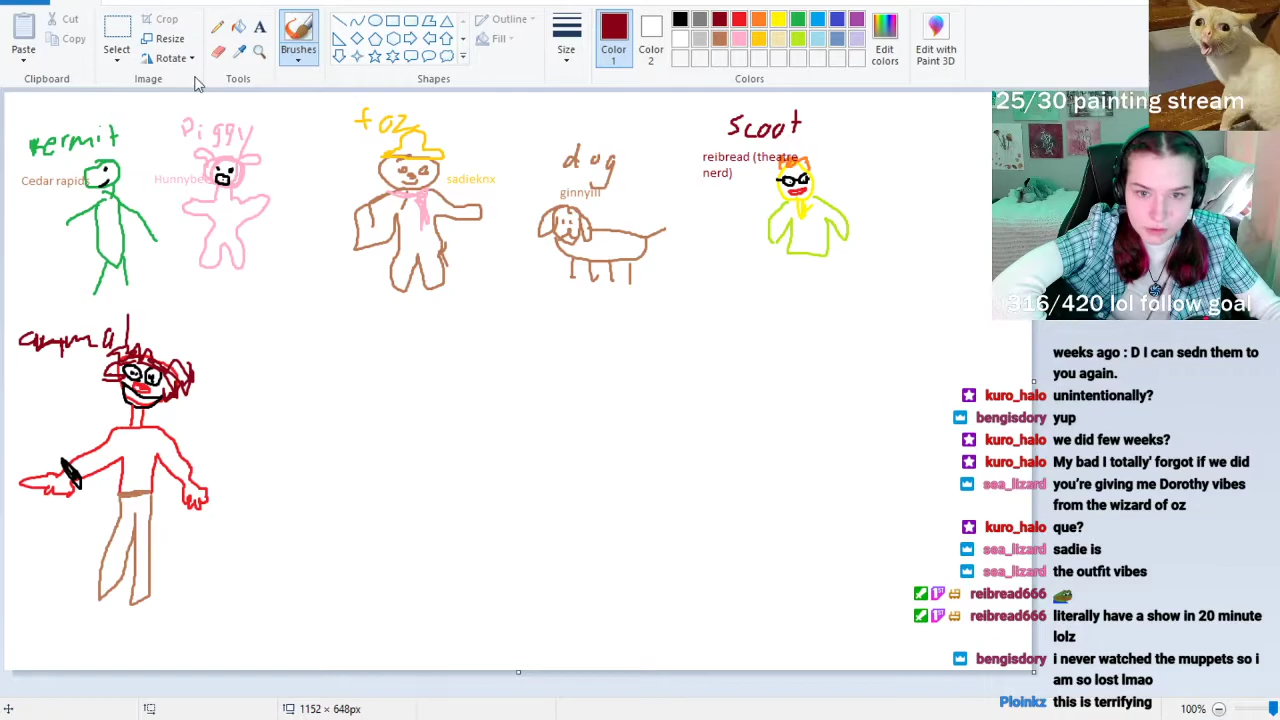 Cut
Copy
Paste
Clipboard
Select
Crop
Resize
Rotate
Image
Tools
Brushes
Outline
Fill
Shapes
Size
Color
1
Color
2
Edit
colors
Colors
Edit with
Paint 3D
25/30 painting stream
316/420 lol follow goal
kermit
Cedar rapids
piggy
foz
sadieknx
dog
scoot
reibread (theatre
nerd)
weeks ago : D I can sedn them to
you again.
kuro_halo unintentionally?
bengisdory yup
kuro_halo we did few weeks?
kuro_halo My bad I totally' forgot if we did
sea_lizard you're giving me Dorothy vibes
from the wizard of oz
kuro_halo que?
sea_lizard sadie is
sea_lizard the outfit vibes
reibread666
reibread666 literally have a show in 20 minute
lolz
bengisdory i never watched the muppets so i
am so lost lmao
Ploinkz this is terrifying
1152 × 648px
100%